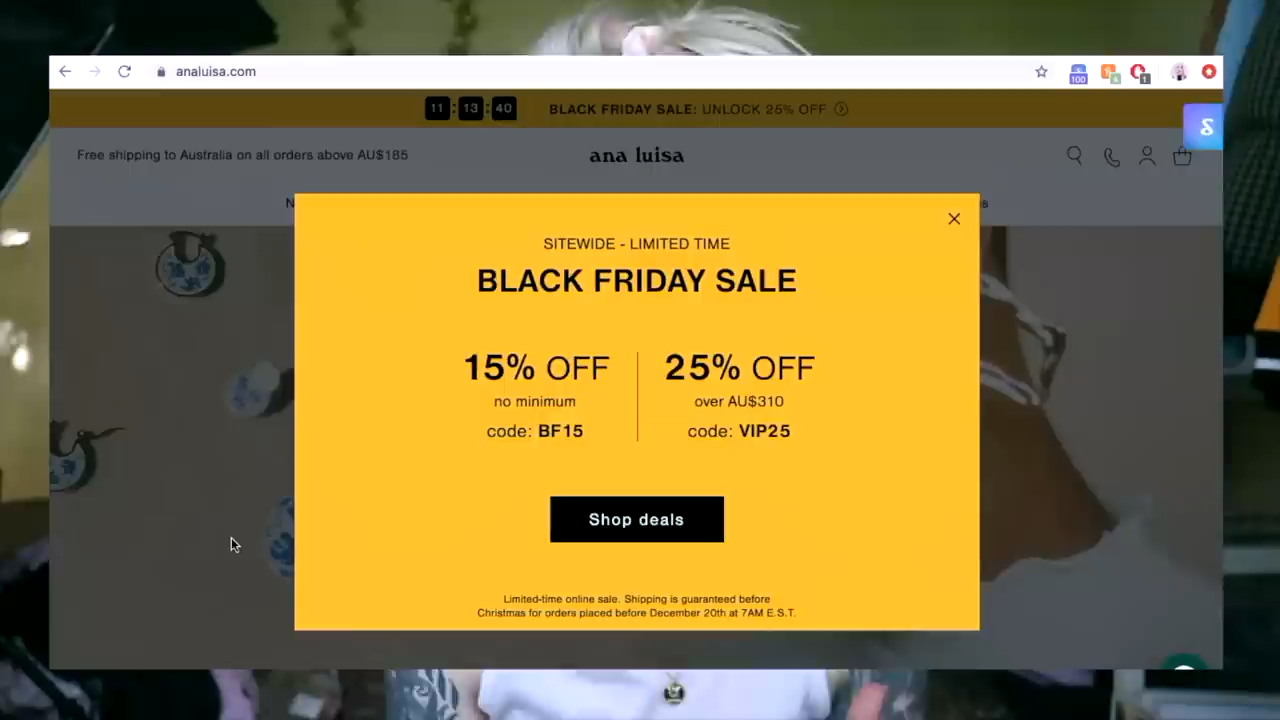 analuisa.com
100
1
11 : 13 : 40 BLACK FRIDAY SALE: UNLOCK 25% OFF
Free shipping to Australia on all orders above AU$185
ana luisa
SITEWIDE - LIMITED TIME
BLACK FRIDAY SALE
15% OFF
no minimum
code: BF15
25% OFF
over AU$310
code: VIP25
Shop deals
Limited-time online sale. Shipping is guaranteed before
Christmas for orders placed before December 20th at 7AM E.S.T.